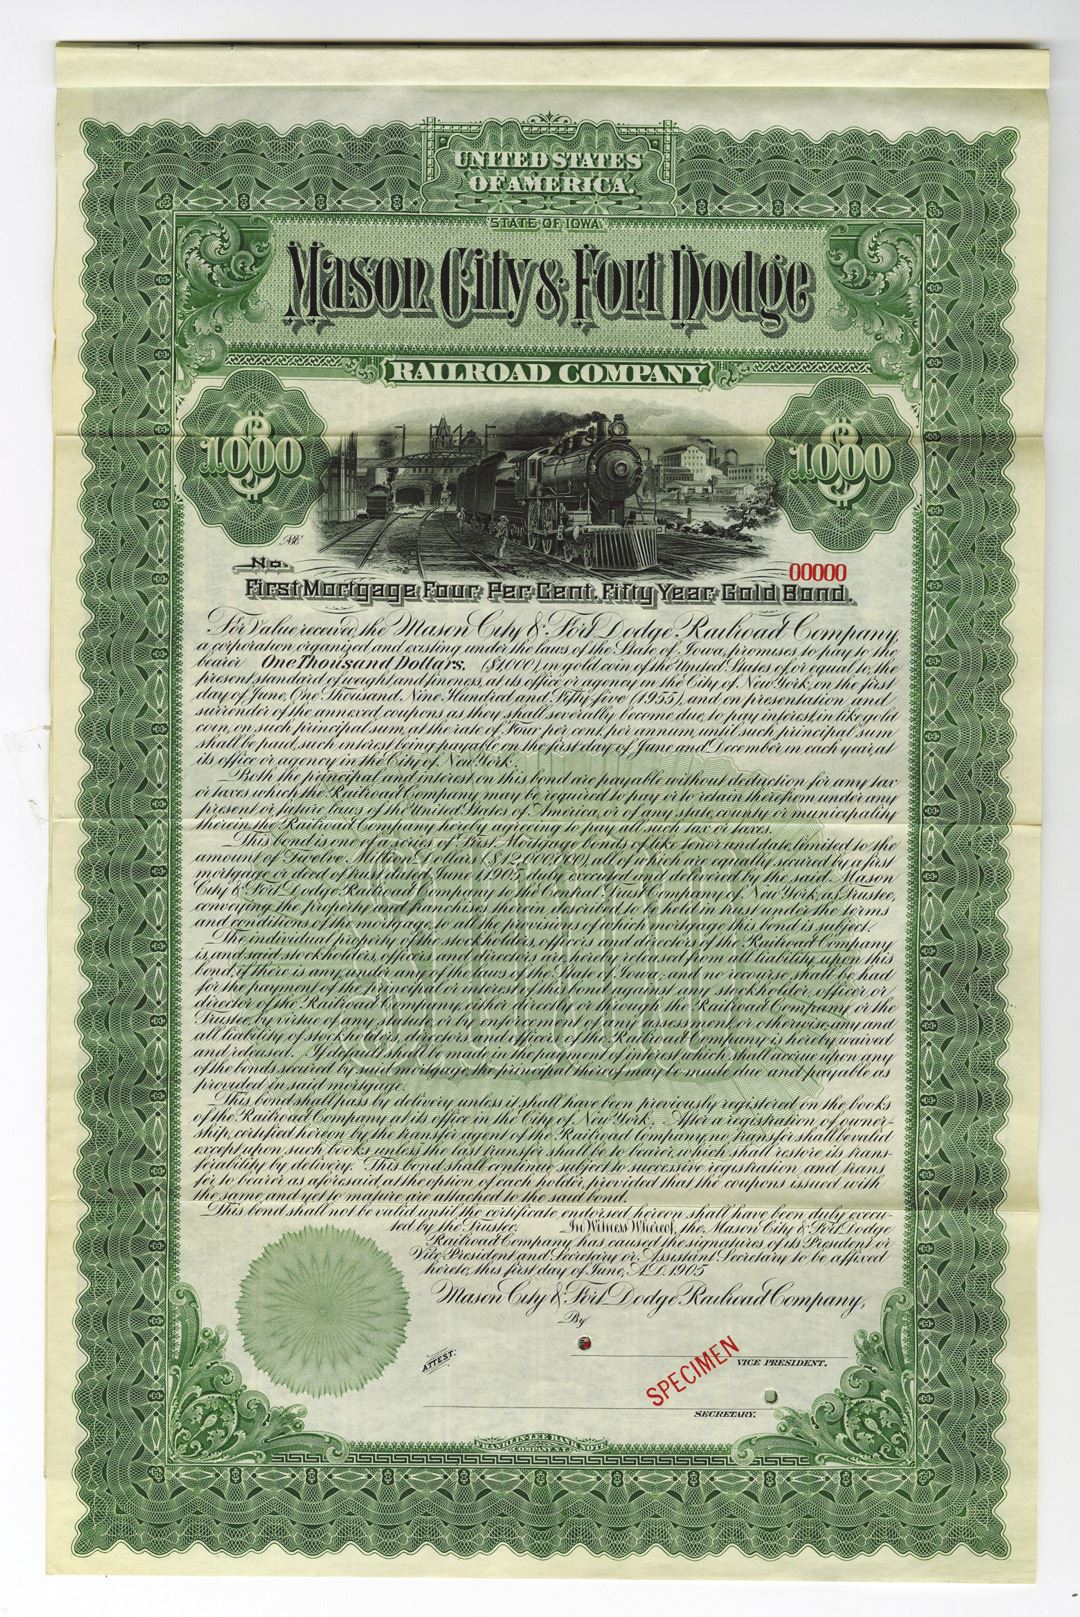 UNITED STATES
OF AMERICA.
STATE OF IOWA
Mason City & Fort Dodge
RAILROAD COMPANY
$1000
$1000
No.
00000
First Mortgage Four Per Cent. Fifty Year Gold Bond.
For Value received, the Mason City & Fort Dodge Railroad Company,
a corporation organized and existing under the laws of the State of Iowa, promises to pay to the
bearer One Thousand Dollars, ($1,000) in gold coin of the United States of, or equal to, the
present standard of weight and fineness, at its office or agency in the City of New York, on the first
day of June, One Thousand Nine Hundred and Fifty-five (1955), and on presentation and
surrender of the annexed coupons as they shall severally become due, to pay interest in like gold
coin, on such principal sum, at the rate of Four per cent. per annum, until such principal sum
shall be paid, such interest being payable on the first day of June and December in each year, at
its office or agency in the City of New York.
Both the principal and interest on this bond are payable without deduction for any tax
or taxes which the Railroad Company may be required to pay or to retain therefrom under any
present or future laws of the United States of America, or of any state, county or municipality
therein, the Railroad Company hereby agreeing to pay all such tax or taxes.
This bond is one of a series of First Mortgage bonds of like tenor and date, limited to the
amount of Twelve Million Dollars ($12,000,000), all of which are equally secured by a first
mortgage or deed of trust, dated June 1, 1905, duly executed and delivered by the said Mason
City & Fort Dodge Railroad Company to the Central Trust Company of New York, as Trustee,
conveying the property and franchises therein described, to be held in trust under the terms
and conditions of the mortgage, to all the provisions of which mortgage this bond is subject.
The individual property of the stockholders, officers and directors of the Railroad Company
is, and said stockholders, officers and directors are hereby released from all liability upon this
bond, if there is any, under any of the laws of the State of Iowa; and no recourse shall be had
for the payment of the principal or interest of this bond against any stockholder, officer or
director of the Railroad Company, either directly or through the Railroad Company, or the
Trustee, by virtue of any statute, or by enforcement of any assessment or otherwise, any and
all liability of stockholders, directors and officers of the Railroad Company is hereby waived
and released. If default shall be made in the payment of interest which shall accrue upon any
of the bonds secured by said mortgage, the principal thereof may be made due and payable as
provided in said mortgage.
This bond shall pass by delivery unless it shall have been previously registered on the books
of the Railroad Company at its office in the City of New York. After a registration of owner-
ship, certified hereon by the transfer agent of the Railroad Company, no transfer shall be valid
except upon such books unless the last transfer shall be to bearer, which shall restore its trans-
ferability by delivery. This bond shall continue subject to successive registration and trans
fer to bearer as aforesaid, at the option of each holder, provided that the coupons issued with
the same and yet to mature are attached to the said bond.
This bond shall not be valid until the certificate endorsed hereon shall have been duly execu-
ted by the Trustee. In Witness Whereof, the Mason City & Fort Dodge
Railroad Company has caused the signatures of its President or
Vice President and Secretary or Assistant Secretary to be affixed
hereto, this first day of June, A.D. 1905
Mason City & Fort Dodge Railroad Company,
By
ATTEST:
VICE PRESIDENT.
SPECIMEN
SECRETARY.
FRANKLIN-LEE BANK NOTE
COMPANY, N.Y.